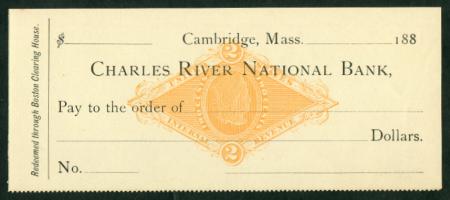 Redeemed through Boston Clearing House.
$ Cambridge, Mass. 188
CHARLES RIVER NATIONAL BANK,
Pay to the order of
Dollars.
No.
2
INTERNAL REVENUE
2